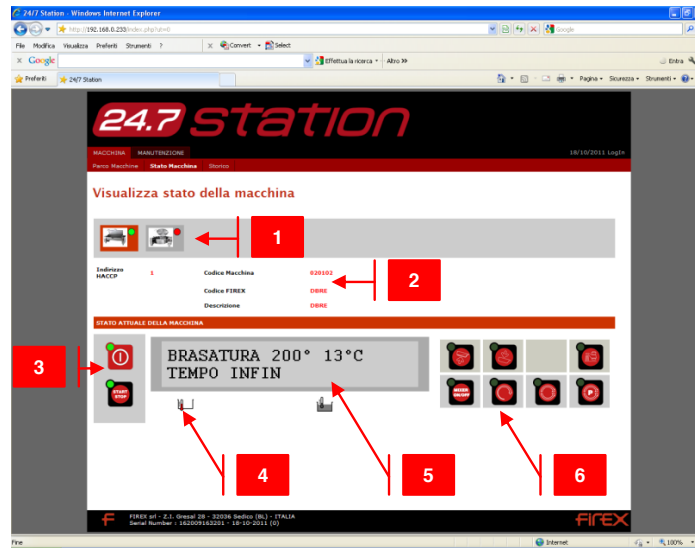 24/7 Station - Windows Internet Explorer
http://192.168.0.233/index.php?ut=0
Google
File Modifica Visualizza Preferiti Strumenti ?
x Convert Select
x Google
Effettua la ricerca Altro »
Entra
Preferiti 24/7 Station
Pagina Sicurezza Strumenti
24.7 station
MACCHINA MANUTENZIONE
18/10/2011 LogIn
Parco Macchine Stato Macchina Storico
Visualizza stato della macchina
1
Indirizzo HACCP 1 Codice Macchina 020102
2
Codice FIREX DBRE
Descrizione DBRE
STATO ATTUALE DELLA MACCHINA
3
BRASATURA 200° 13°C
TEMPO INFIN
START STOP
MIXER ON/OFF
P
4
5
6
FIREX srl - Z.I. Gresal 28 - 32036 Sedico (BL) - ITALIA
Serial Number : 162009163201 - 18-10-2011 (0)
FIREX
Fine
Internet
100%